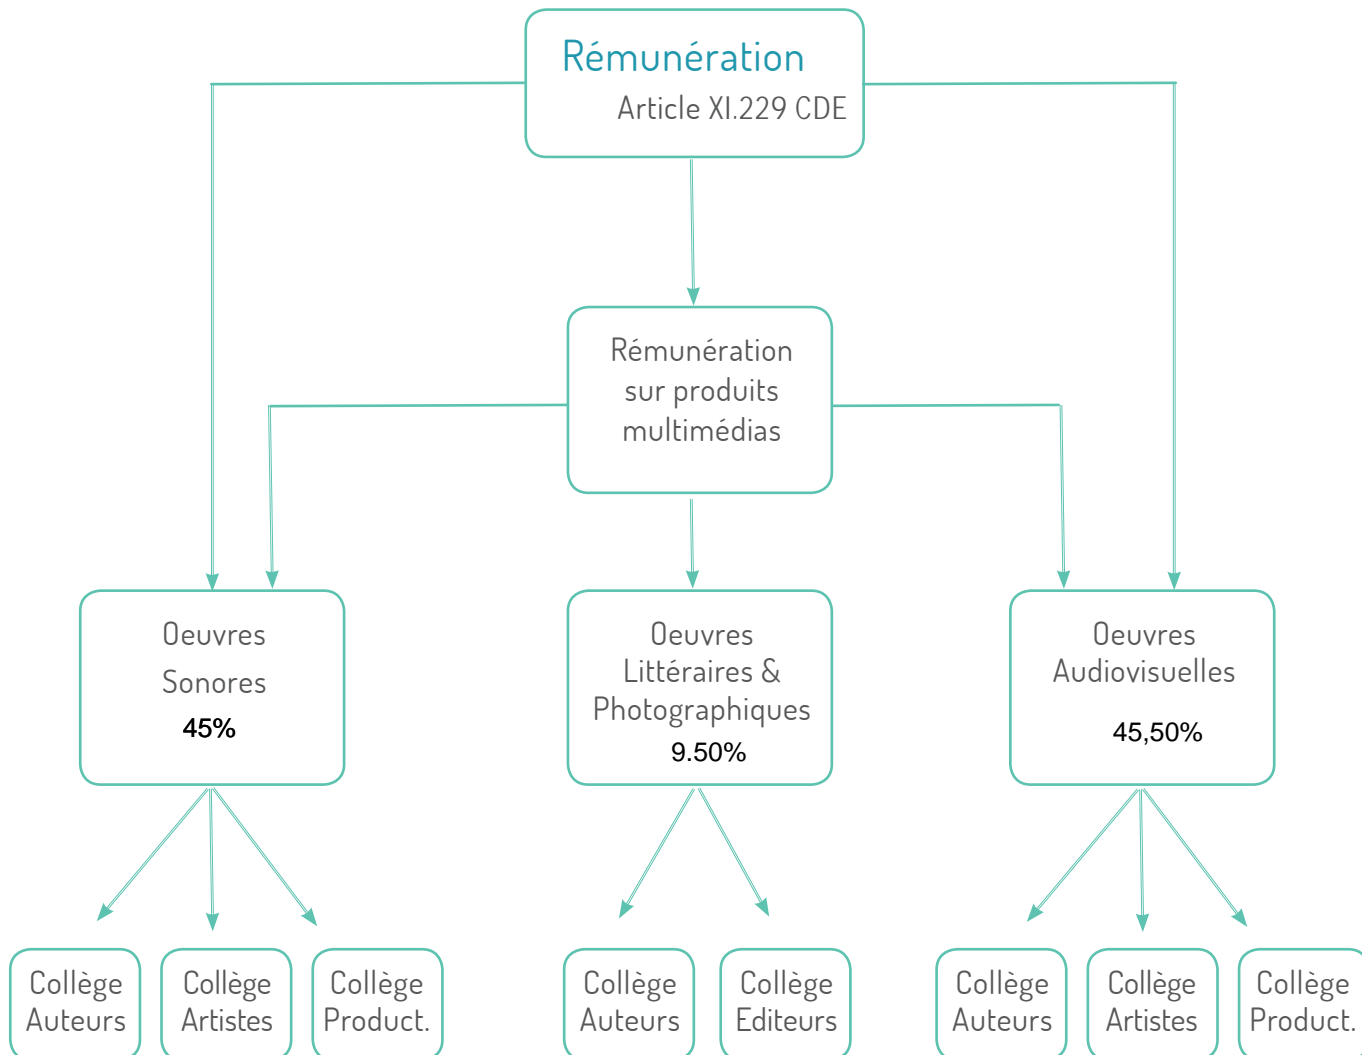 Rémunération
Article XI.229 CDE
Rémunération
sur produits
multimédias
Oeuvres
Sonores
45%
Oeuvres
Littéraires &
Photographiques
9.50%
Oeuvres
Audiovisuelles
45,50%
Collège
Auteurs
Collège
Artistes
Collège
Product.
Collège
Auteurs
Collège
Editeurs
Collège
Auteurs
Collège
Artistes
Collège
Product.